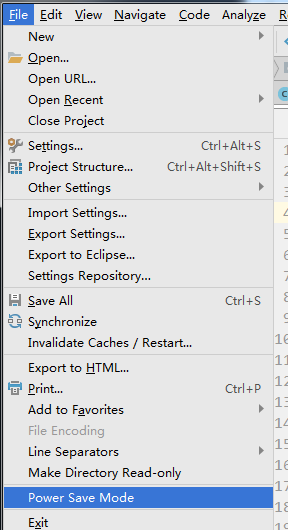 File Edit View Navigate Code Analyze R
New
Open...
Open URL...
Open Recent
Close Project
Settings... Ctrl+Alt+S
Project Structure... Ctrl+Alt+Shift+S
Other Settings
Import Settings...
Export Settings...
Export to Eclipse...
Settings Repository...
Save All Ctrl+S
Synchronize
Invalidate Caches / Restart...
Export to HTML...
Print... Ctrl+P
Add to Favorites
File Encoding
Line Separators
Make Directory Read-only
Power Save Mode
Exit